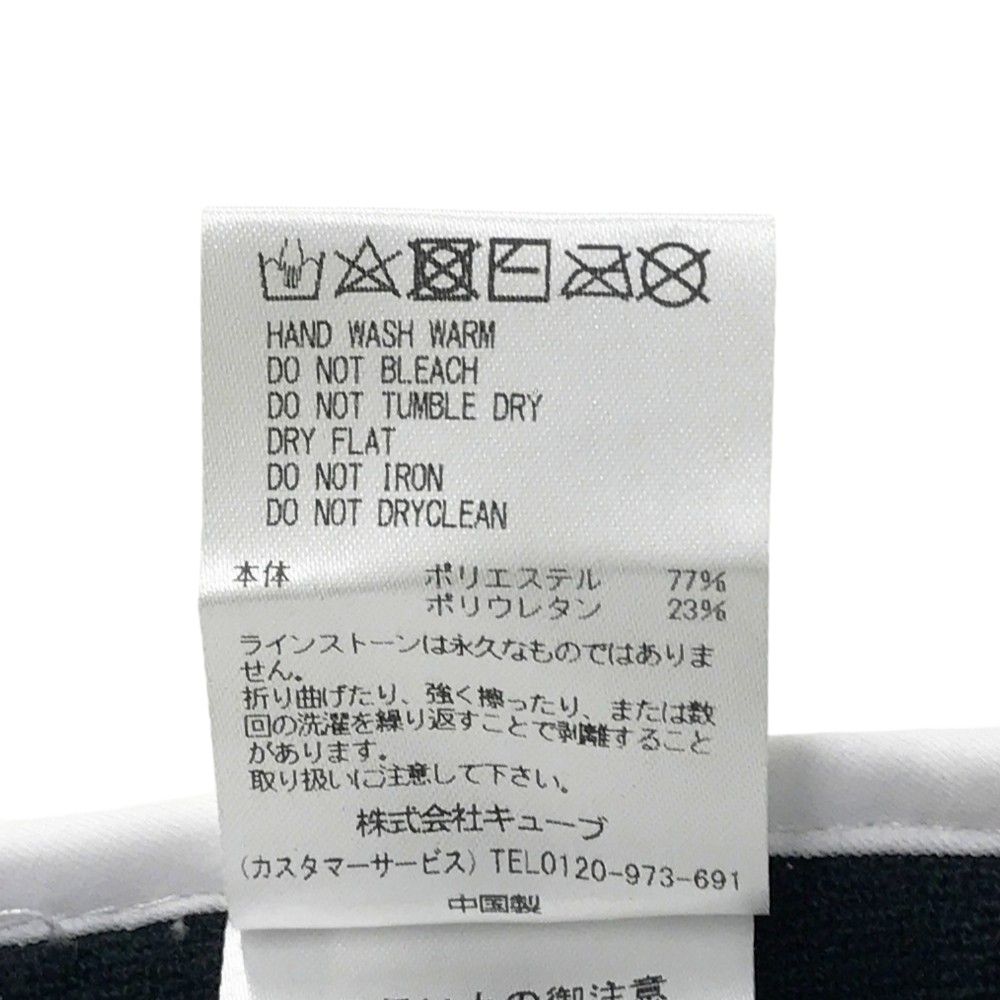 HAND WASH WARM
DO NOT BLEACH
DO NOT TUMBLE DRY
DRY FLAT
DO NOT IRON
DO NOT DRYCLEAN
本体 ポリエステル 77%
ポリウレタン 23%
ラインストーンは永久なものではありま
せん。
折り曲げたり、強く擦ったり、または数
回の洗濯を繰り返すことで剥離すること
があります。
取り扱いに注意して下さい。
株式会社キューブ
(カスタマーサービス) TEL0120-973-691
中国製
の御注意